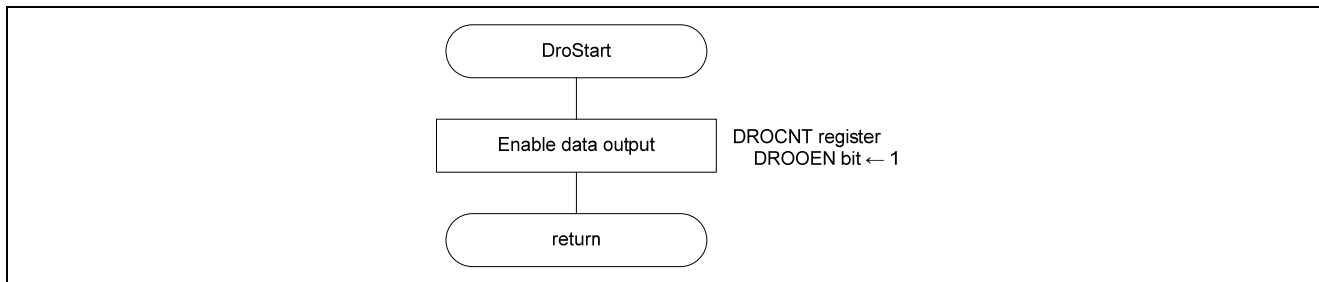 DroStart
Enable data output
DROCNT register
DROOEN bit ← 1
return